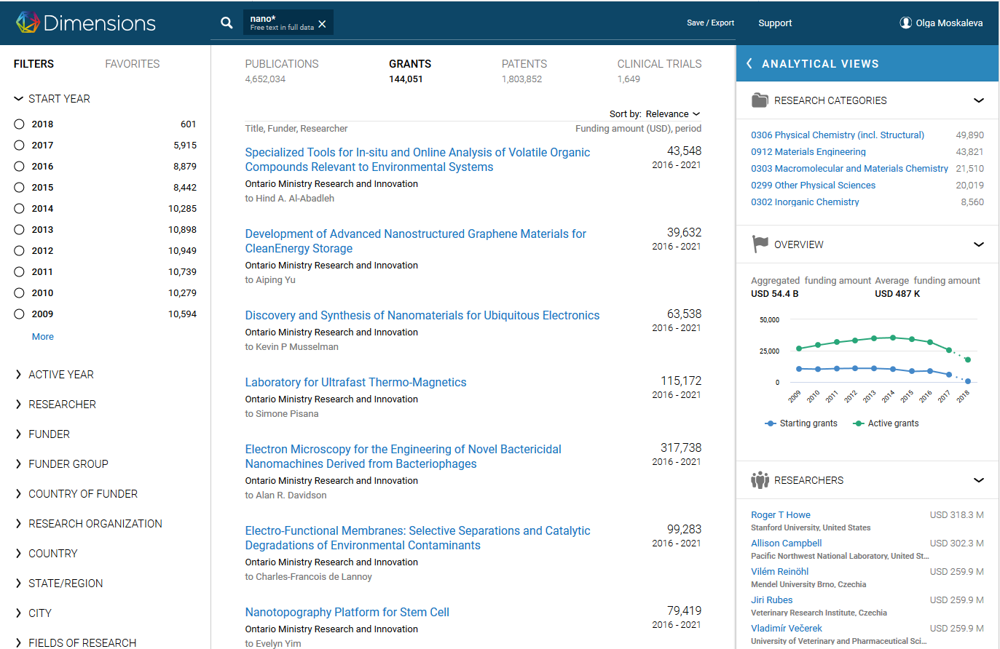 Dimensions
nano*
Free text in full data
Save / Export
Support
Olga Moskaleva
FILTERS
FAVORITES
START YEAR
2018 601
2017 5,915
2016 8,879
2015 8,442
2014 10,285
2013 10,898
2012 10,949
2011 10,739
2010 10,279
2009 10,594
More
ACTIVE YEAR
RESEARCHER
FUNDER
FUNDER GROUP
COUNTRY OF FUNDER
RESEARCH ORGANIZATION
COUNTRY
STATE/REGION
CITY
FIELDS OF RESEARCH
PUBLICATIONS GRANTS PATENTS CLINICAL TRIALS
4,652,034 144,051 1,803,852 1,649
Sort by: Relevance
Title, Funder, Researcher Funding amount (USD), period
Specialized Tools for In-situ and Online Analysis of Volatile Organic 43,548
Compounds Relevant to Environmental Systems 2016 - 2021
Ontario Ministry Research and Innovation
to Hind A. Al-Abadleh
Development of Advanced Nanostructured Graphene Materials for 39,632
CleanEnergy Storage 2016 - 2021
Ontario Ministry Research and Innovation
to Aiping Yu
Discovery and Synthesis of Nanomaterials for Ubiquitous Electronics 63,538
Ontario Ministry Research and Innovation 2016 - 2021
to Kevin P Musselman
Laboratory for Ultrafast Thermo-Magnetics 115,172
Ontario Ministry Research and Innovation 2016 - 2021
to Simone Pisana
Electron Microscopy for the Engineering of Novel Bactericidal 317,738
Nanomachines Derived from Bacteriophages 2016 - 2021
Ontario Ministry Research and Innovation
to Alan R. Davidson
Electro-Functional Membranes: Selective Separations and Catalytic 99,283
Degradations of Environmental Contaminants 2016 - 2021
Ontario Ministry Research and Innovation
to Charles-Francois de Lannoy
Nanotopography Platform for Stem Cell 79,419
Ontario Ministry Research and Innovation 2016 - 2021
to Evelyn Yim
ANALYTICAL VIEWS
RESEARCH CATEGORIES
0306 Physical Chemistry (incl. Structural) 49,890
0912 Materials Engineering 43,821
0303 Macromolecular and Materials Chemistry 21,510
0299 Other Physical Sciences 20,019
0302 Inorganic Chemistry 8,560
OVERVIEW
Aggregated funding amount Average funding amount
USD 54.4 B USD 487 K
50,000
25,000
0
2009 2010 2011 2012 2013 2014 2015 2016 2017 2018
Starting grants Active grants
RESEARCHERS
Roger T Howe USD 318.3 M
Stanford University, United States
Allison Campbell USD 302.3 M
Pacific Northwest National Laboratory, United St...
Vilém Reinöhl USD 259.9 M
Mendel University Brno, Czechia
Jiri Rubes USD 259.9 M
Veterinary Research Institute, Czechia
Vladimír Večerek USD 259.9 M
University of Veterinary and Pharmaceutical Sci...